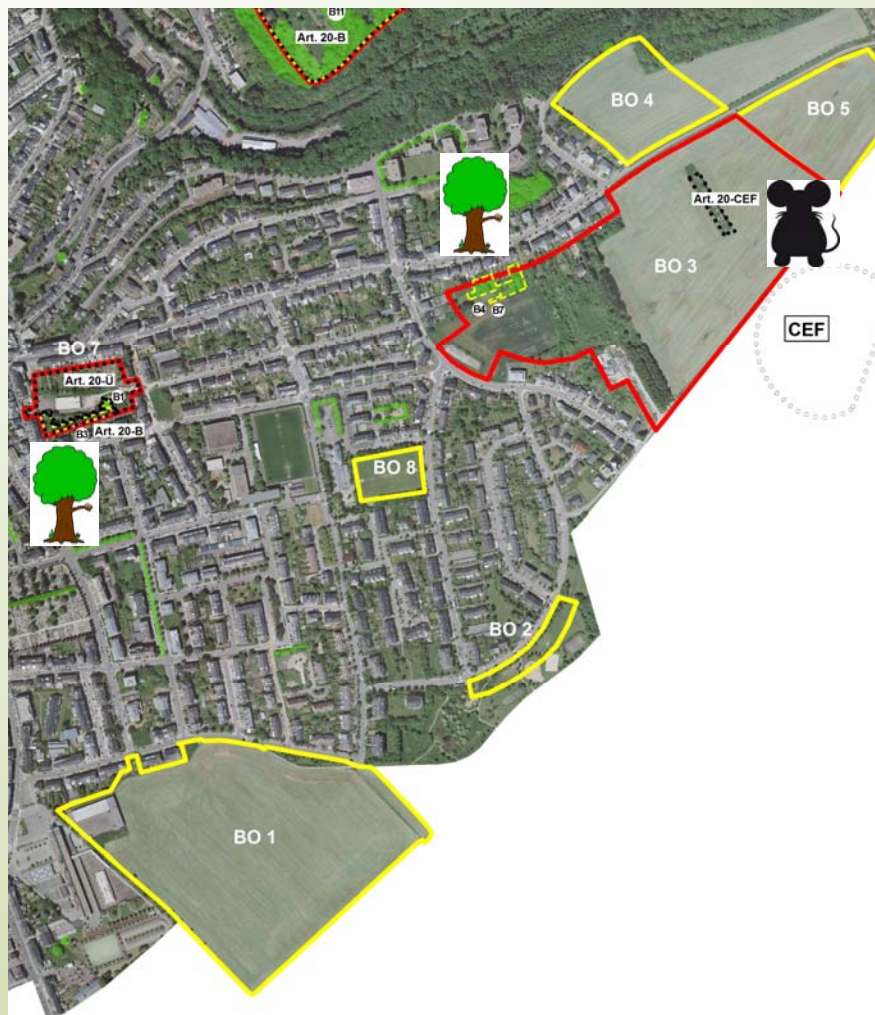 B11
Art. 20-B
BO 4
BO 5
Art. 20-CEF
BO 3
B4
B7
CEF
BO 7
Art. 20-Ü
B1
B3
Art. 20-B
BO 8
BO 2
BO 1